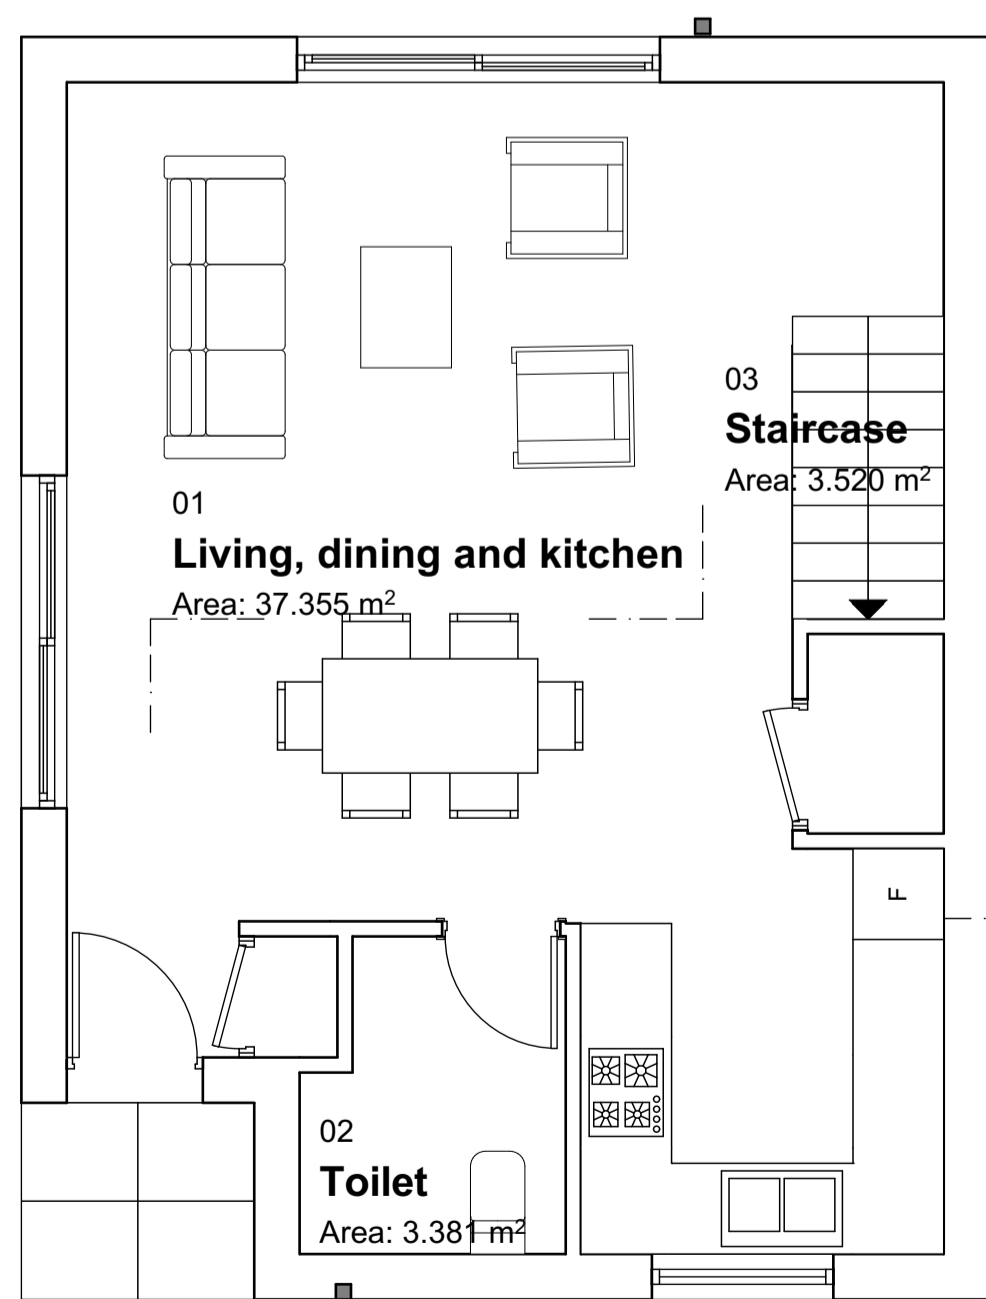 03
Staircase
Area: 3.520 m²
01
Living, dining and kitchen
Area: 37.355 m²
F
02
Toilet
Area: 3.381 m²